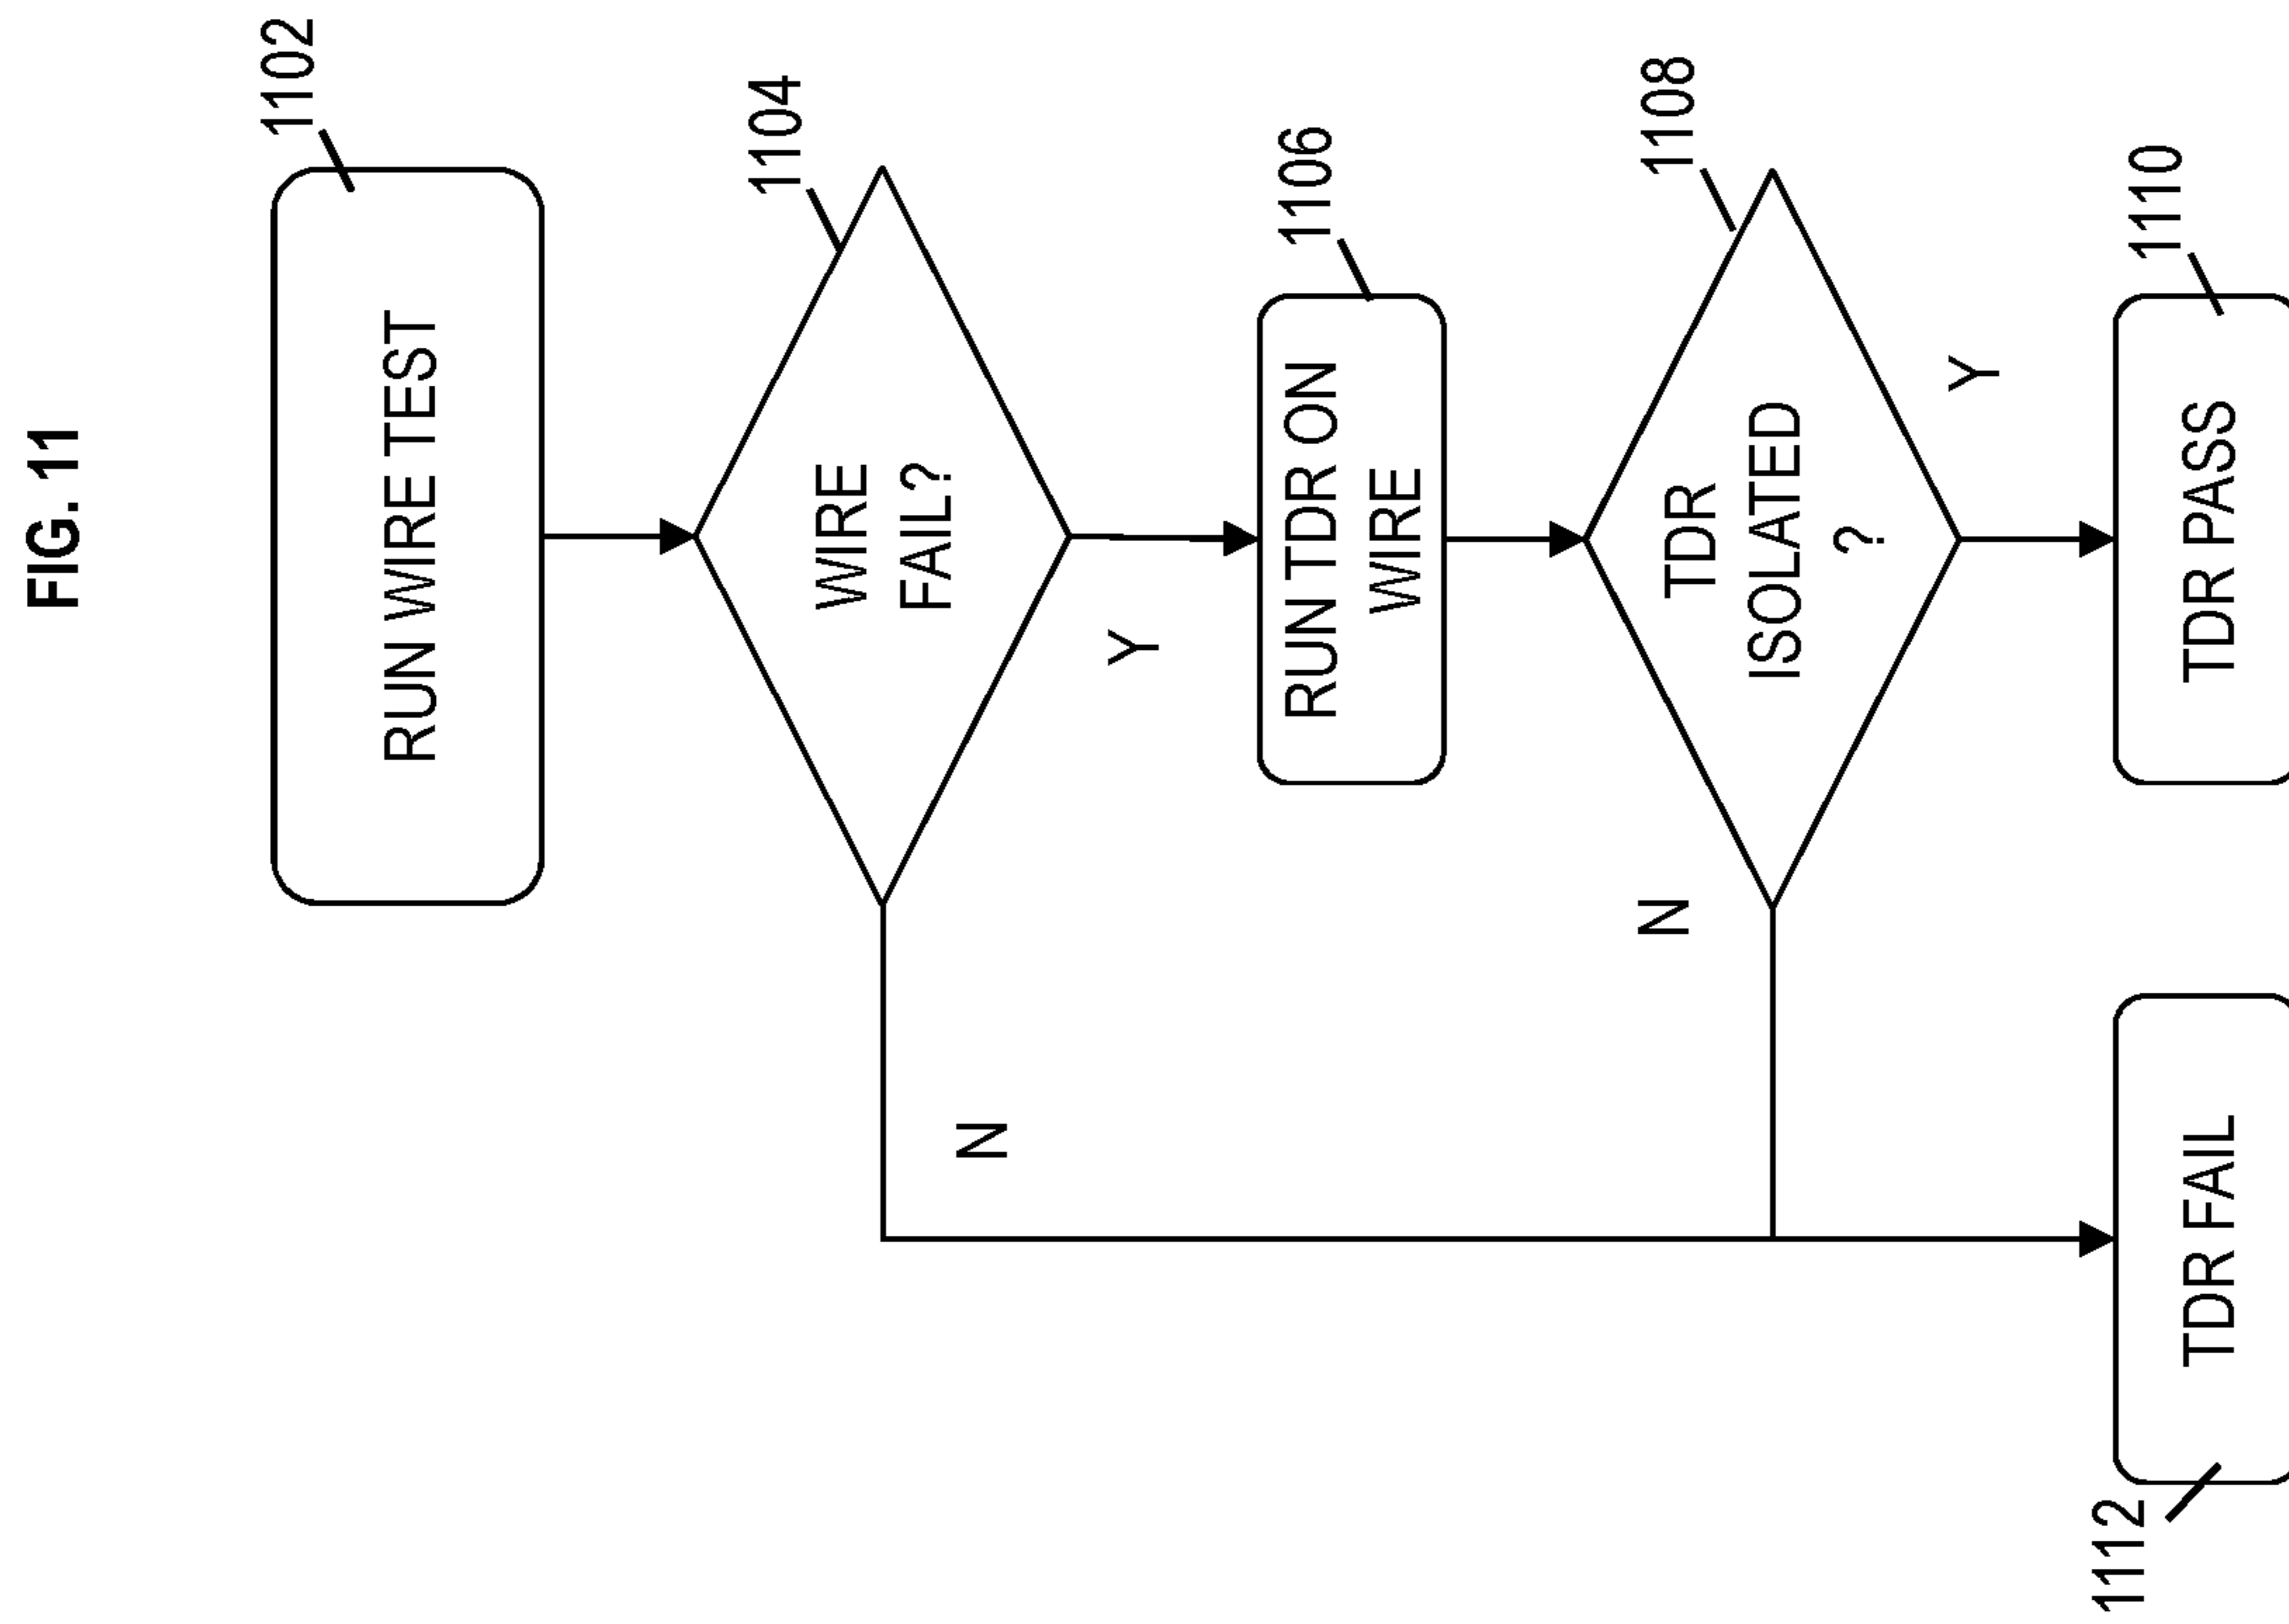 FIG. 11
1102
RUN WIRE TEST
1104
WIRE
FAIL?
N
Y
1106
RUN TDR ON
WIRE
1108
TDR
ISOLATED
?
N
Y
1110
TDR PASS
1112
TDR FAIL